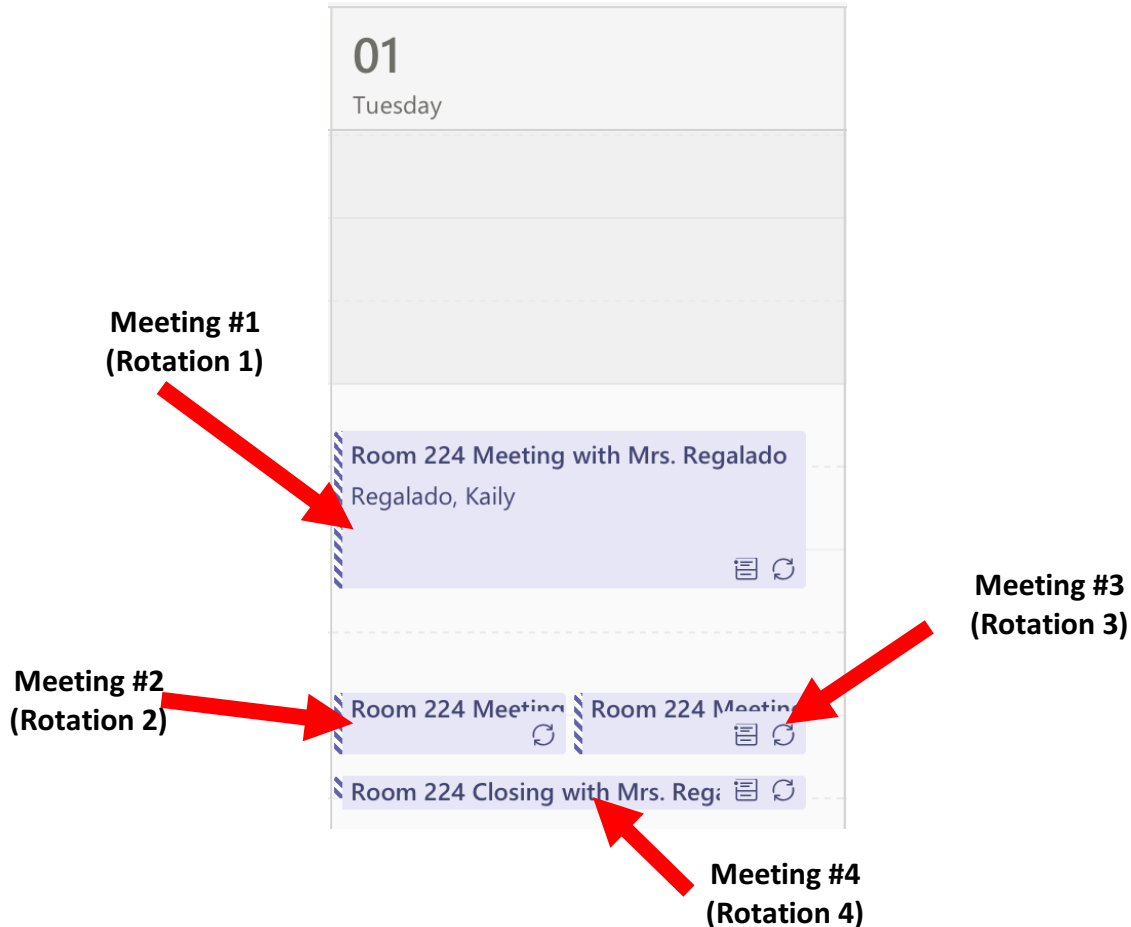 01
Tuesday
Meeting #1
(Rotation 1)
Room 224 Meeting with Mrs. Regalado
Regalado, Kaily
Meeting #3
(Rotation 3)
Meeting #2
(Rotation 2)
Room 224 Meeting
Room 224 Meeting
Room 224 Closing with Mrs. Rega
Meeting #4
(Rotation 4)